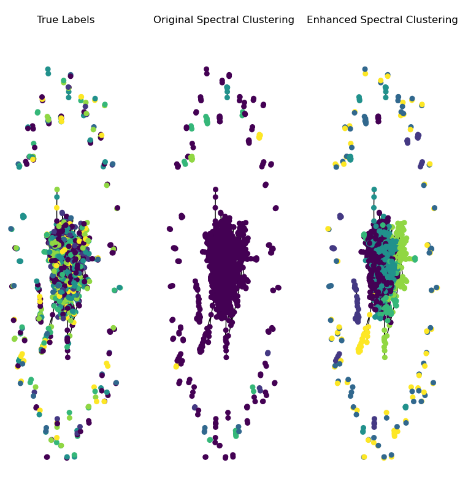 True Labels
Original Spectral Clustering
Enhanced Spectral Clustering